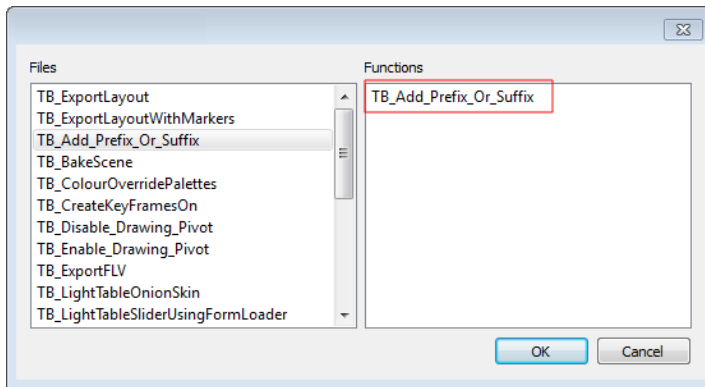 Files
TB_ExportLayout
TB_ExportLayoutWithMarkers
TB_Add_Prefix_Or_Suffix
TB_BakeScene
TB_ColourOverridePalettes
TB_CreateKeyFramesOn
TB_Disable_Drawing_Pivot
TB_Enable_Drawing_Pivot
TB_ExportFLV
TB_LightTableOnionSkin
TB_LightTableSliderUsingFormLoader
Functions
TB_Add_Prefix_Or_Suffix
OK
Cancel